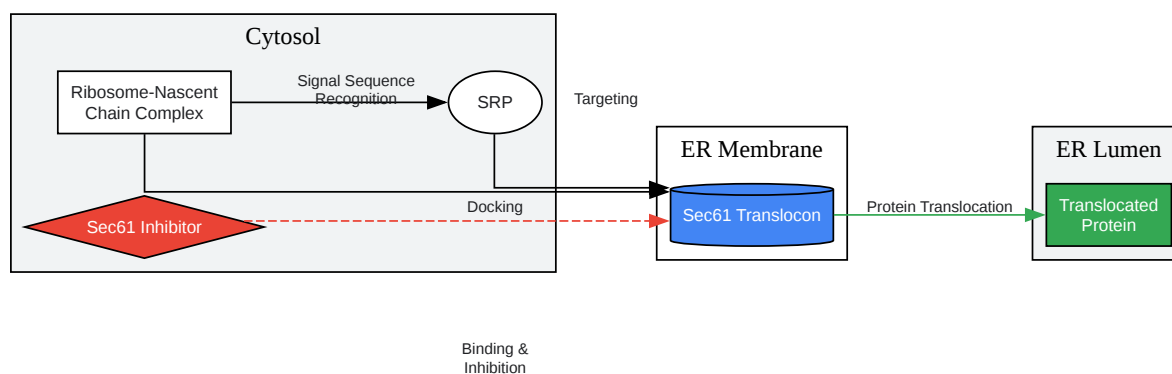 Cytosol
Ribosome-Nascent
Chain Complex
Signal Sequence
Recognition
SRP
Targeting
ER Membrane
ER Lumen
Sec61 Inhibitor
Docking
Sec61 Translocon
Protein Translocation
Translocated
Protein
Binding &
Inhibition